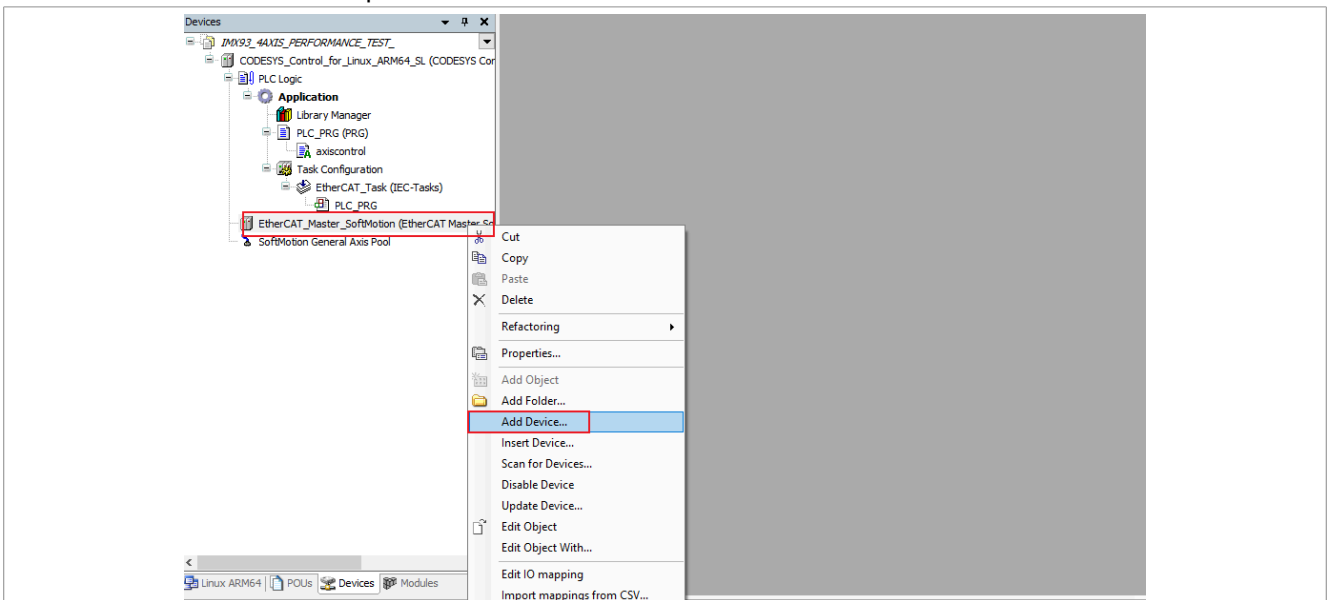 Devices
IMX93_4AXIS_PERFORMANCE_TEST_
CODESYS_Control_for_Linux_ARM64_SL (CODESYS Cor
PLC Logic
Application
Library Manager
PLC_PRG (PRG)
axiscontrol
Task Configuration
EtherCAT_Task (IEC-Tasks)
PLC_PRG
EtherCAT_Master_SoftMotion (EtherCAT Master So
SoftMotion General Axis Pool
Cut
Copy
Paste
Delete
Refactoring
Properties...
Add Object
Add Folder...
Add Device...
Insert Device...
Scan for Devices...
Disable Device
Update Device...
Edit Object
Edit Object With...
Edit IO mapping
Import mappings from CSV...
Linux ARM64 POUs Devices Modules